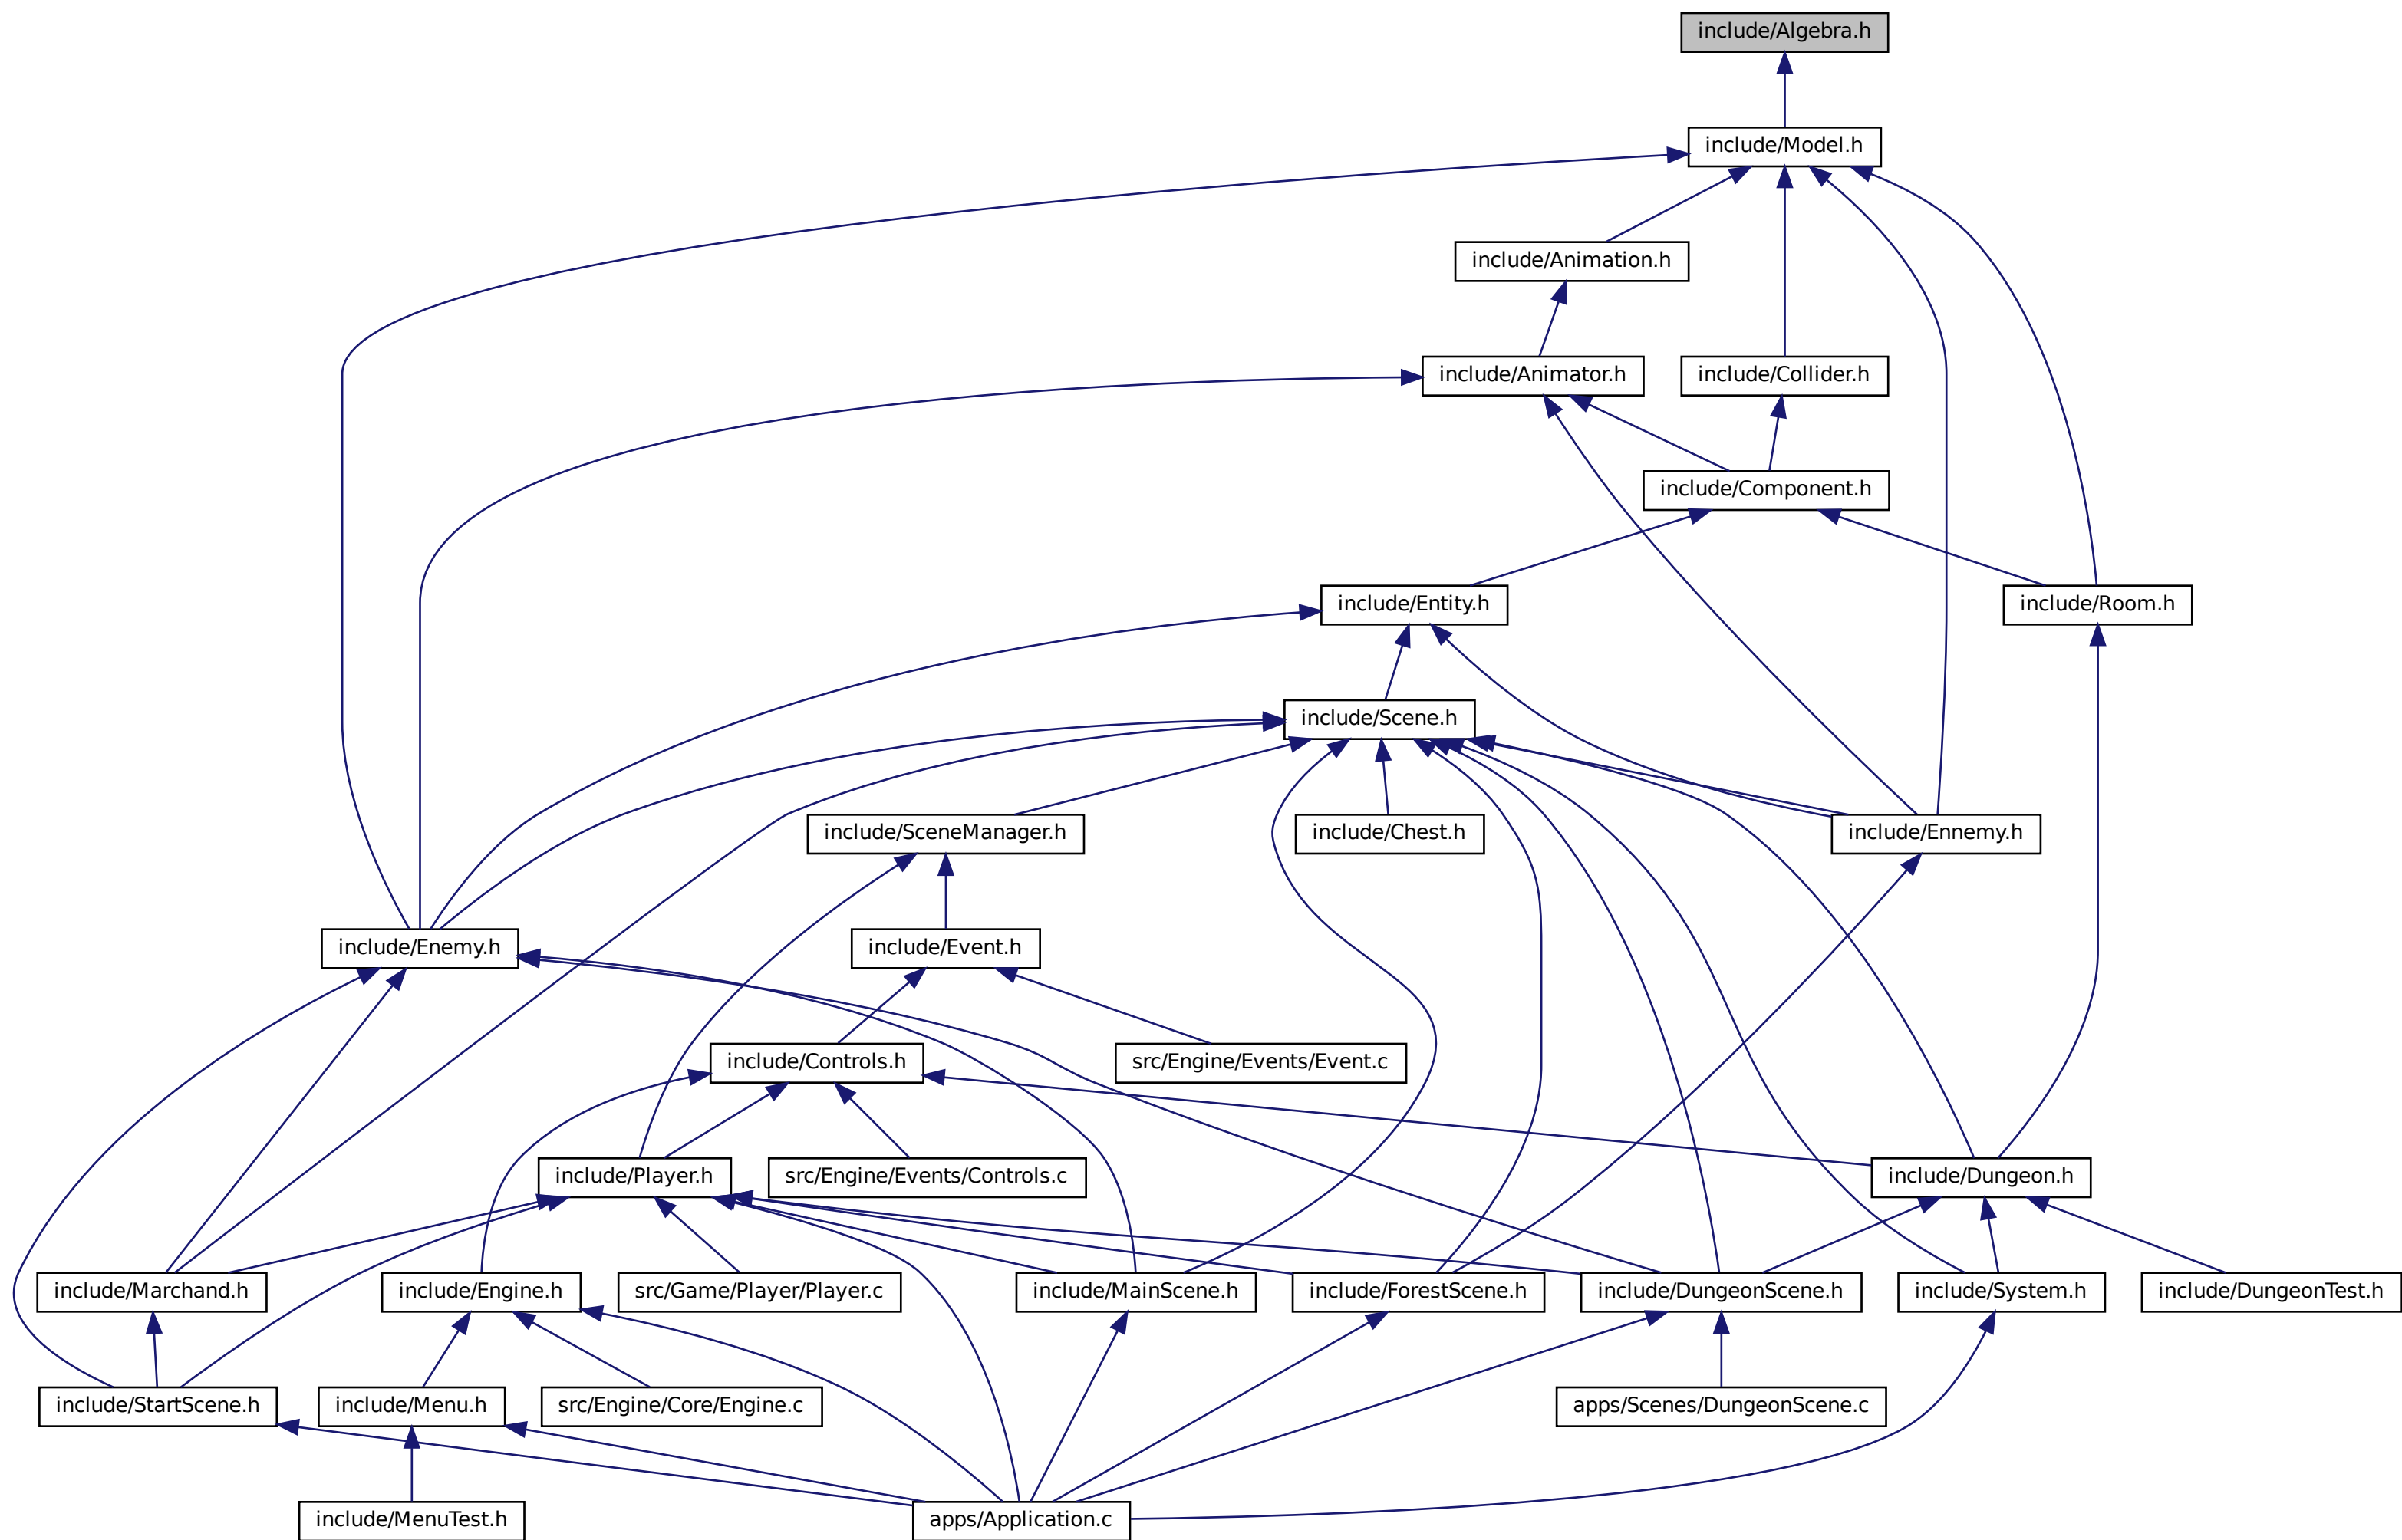 include/Algebra.h
include/Model.h
include/Animation.h
include/Animator.h
include/Collider.h
include/Component.h
include/Entity.h
include/Room.h
include/Scene.h
include/SceneManager.h
include/Chest.h
include/Ennemy.h
include/Enemy.h
include/Event.h
include/Controls.h
src/Engine/Events/Event.c
include/Player.h
src/Engine/Events/Controls.c
include/Dungeon.h
include/Marchand.h
include/Engine.h
src/Game/Player/Player.c
include/MainScene.h
include/ForestScene.h
include/DungeonScene.h
include/System.h
include/DungeonTest.h
include/StartScene.h
include/Menu.h
src/Engine/Core/Engine.c
apps/Scenes/DungeonScene.c
include/MenuTest.h
apps/Application.c